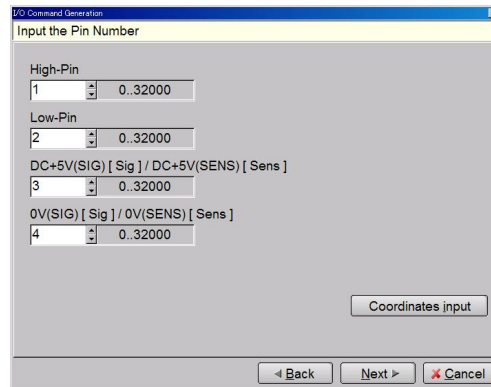 I/O Command Generation
Input the Pin Number
High-Pin
1 0..32000
Low-Pin
2 0..32000
DC+5V(SIG) [ Sig ] / DC+5V(SENS) [ Sens ]
3 0..32000
0V(SIG) [ Sig ] / 0V(SENS) [ Sens ]
4 0..32000
Coordinates input
Back Next Cancel